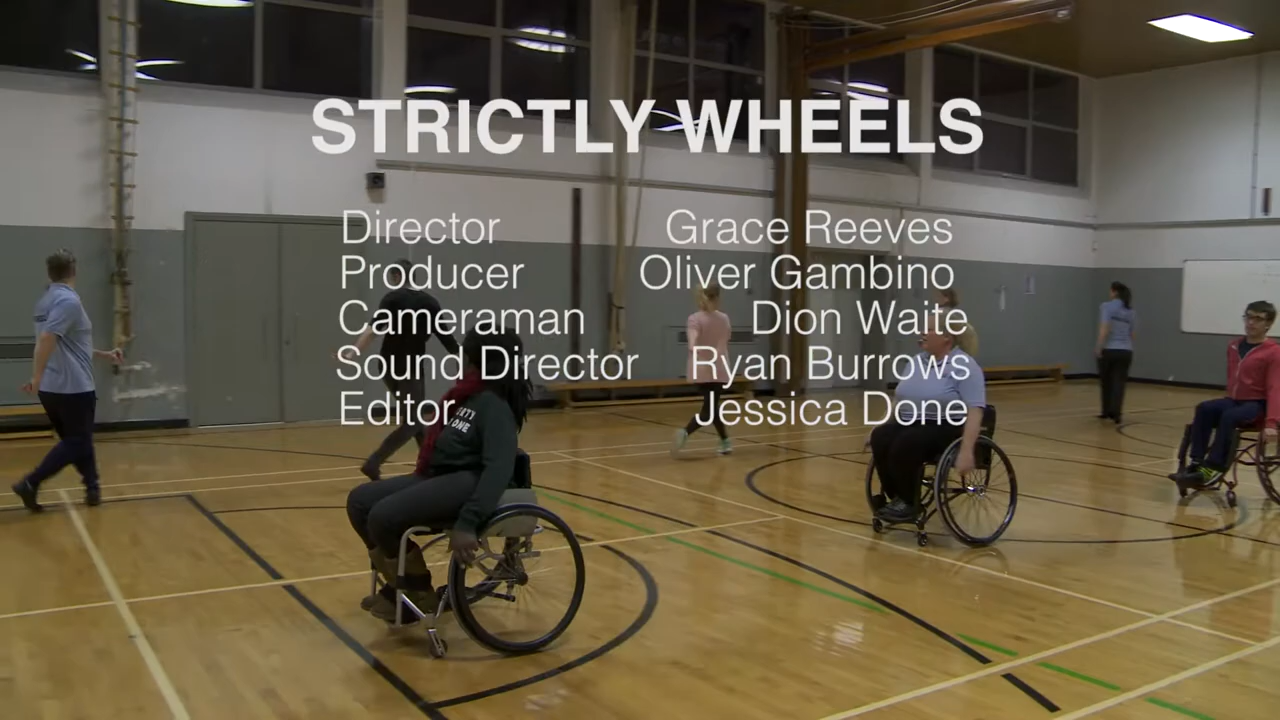 STRICTLY WHEELS
Director Grace Reeves
Producer Oliver Gambino
Cameraman Dion Waite
Sound Director Ryan Burrows
Editor Jessica Done